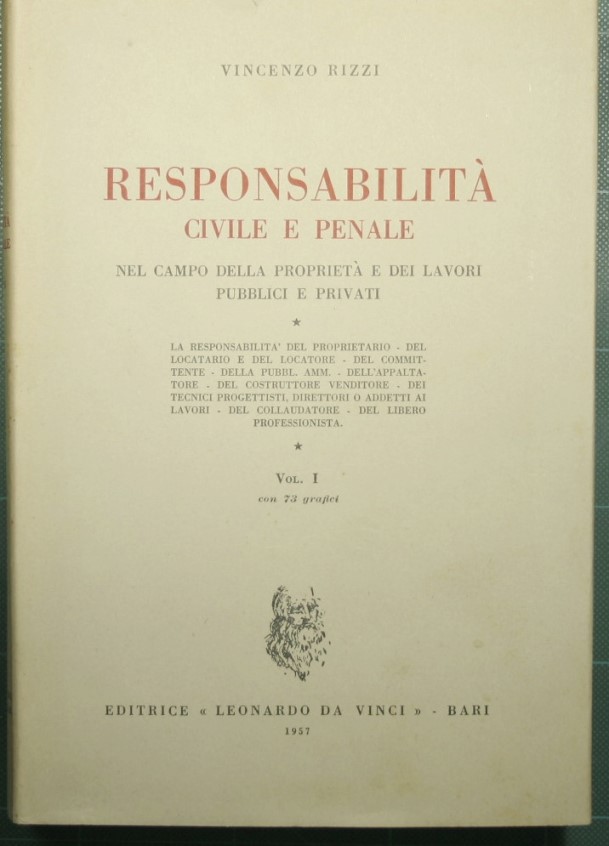 VINCENZO RIZZI
RESPONSABILITÀ
CIVILE E PENALE
NEL CAMPO DELLA PROPRIETÀ E DEI LAVORI
PUBBLICI E PRIVATI
LA RESPONSABILITA' DEL PROPRIETARIO - DEL
LOCATARIO E DEL LOCATORE - DEL COMMIT-
TENTE - DELLA PUBBL. AMM. - DELL'APPALTA-
TORE - DEL COSTRUTTORE VENDITORE - DEI
TECNICI PROGETTISTI, DIRETTORI O ADDETTI AI
LAVORI - DEL COLLAUDATORE - DEL LIBERO
PROFESSIONISTA.
VOL. I
con 73 grafici
EDITRICE « LEONARDO DA VINCI » - BARI
1957